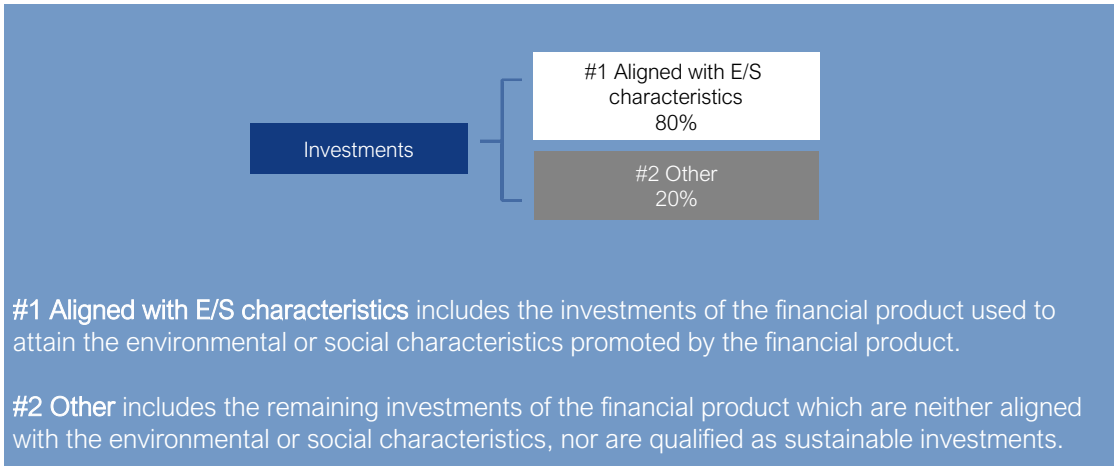 #1 Aligned with E/S
characteristics
80%
Investments
#2 Other
20%
#1 Aligned with E/S characteristics includes the investments of the financial product used to
attain the environmental or social characteristics promoted by the financial product.
#2 Other includes the remaining investments of the financial product which are neither aligned
with the environmental or social characteristics, nor are qualified as sustainable investments.